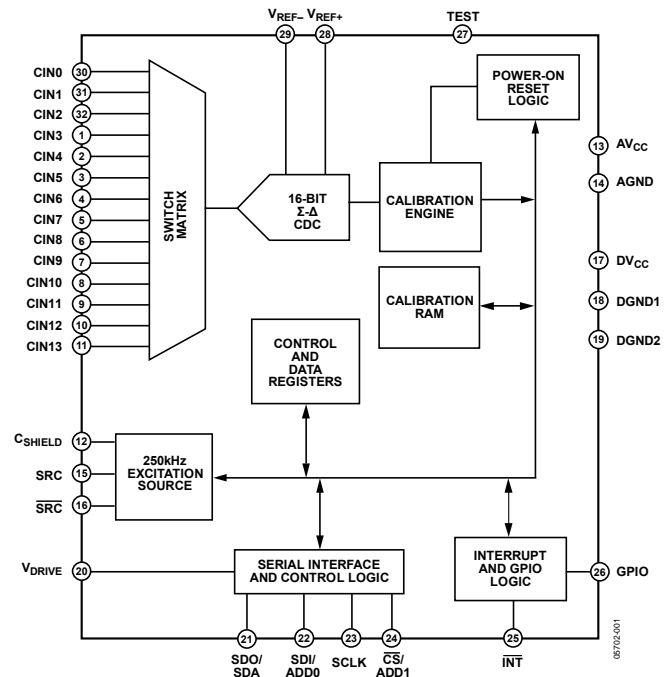 VREF– VREF+ TEST
29 28 27
POWER-ON
RESET
LOGIC
CIN0 30
CIN1 31
CIN2 32
CIN3 1
CIN4 2
CIN5 3
CIN6 4
CIN7 5
CIN8 6
CIN9 7
CIN10 8
CIN11 9
CIN12 10
CIN13 11
SWITCH
MATRIX
16-BIT
Σ-Δ
CDC
CALIBRATION
ENGINE
CALIBRATION
RAM
CONTROL
AND
DATA
REGISTERS
13 AVCC
14 AGND
17 DVCC
18 DGND1
19 DGND2
CSHIELD 12
SRC 15
S̅R̅C̅ 16
250kHz
EXCITATION
SOURCE
VDRIVE 20
SERIAL INTERFACE
AND CONTROL LOGIC
INTERRUPT
AND GPIO
LOGIC
26 GPIO
21 22 23 24 25
SDO/
SDA
SDI/
ADD0
SCLK
C̅S̅/
ADD1
I̅N̅T̅
05702-001